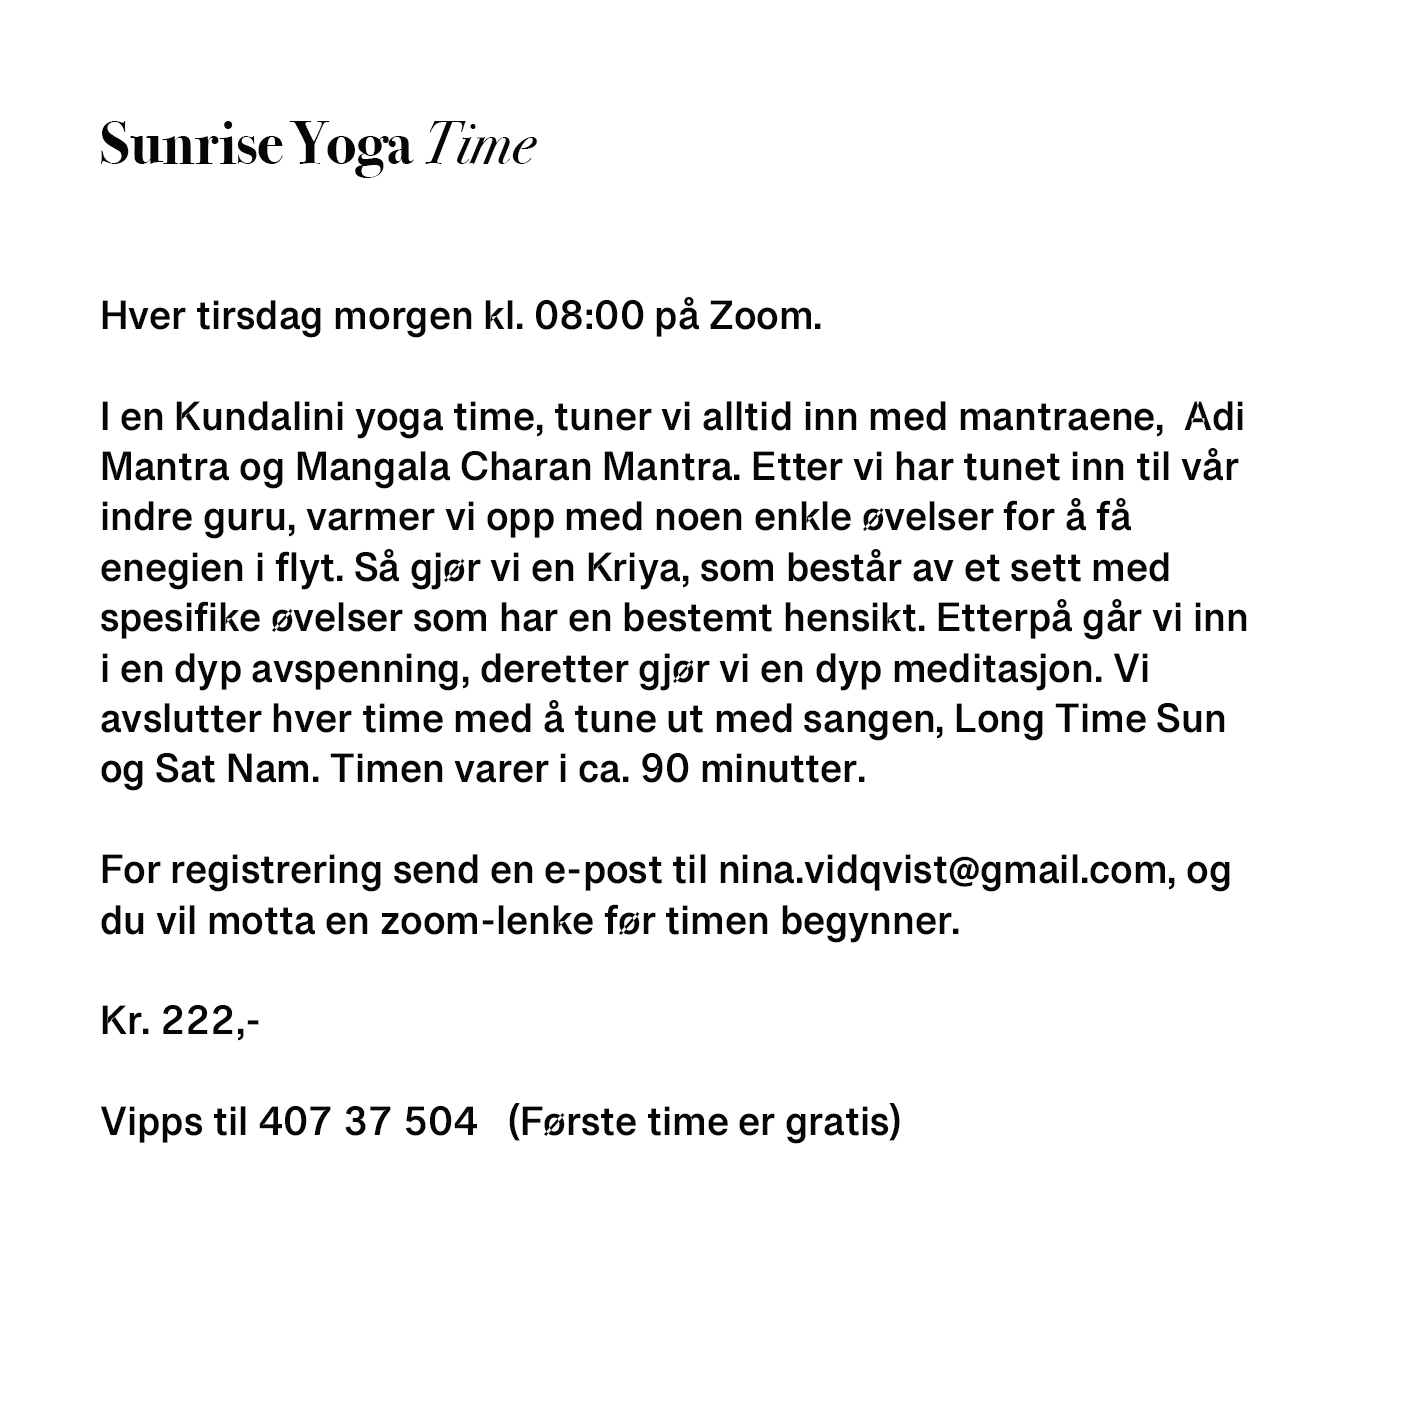 Sunrise Yoga Time
Hver tirsdag morgen kl. 08:00 på Zoom.
I en Kundalini yoga time, tuner vi alltid inn med mantraene,  Adi
Mantra og Mangala Charan Mantra. Etter vi har tunet inn til vår
indre guru, varmer vi opp med noen enkle øvelser for å få
enegien i flyt. Så gjør vi en Kriya, som består av et sett med
spesifike øvelser som har en bestemt hensikt. Etterpå går vi inn
i en dyp avspenning, deretter gjør vi en dyp meditasjon. Vi
avslutter hver time med å tune ut med sangen, Long Time Sun
og Sat Nam. Timen varer i ca. 90 minutter.
For registrering send en e-post til nina.vidqvist@gmail.com, og
du vil motta en zoom-lenke før timen begynner.
Kr. 222,-
Vipps til 407 37 504   (Første time er gratis)